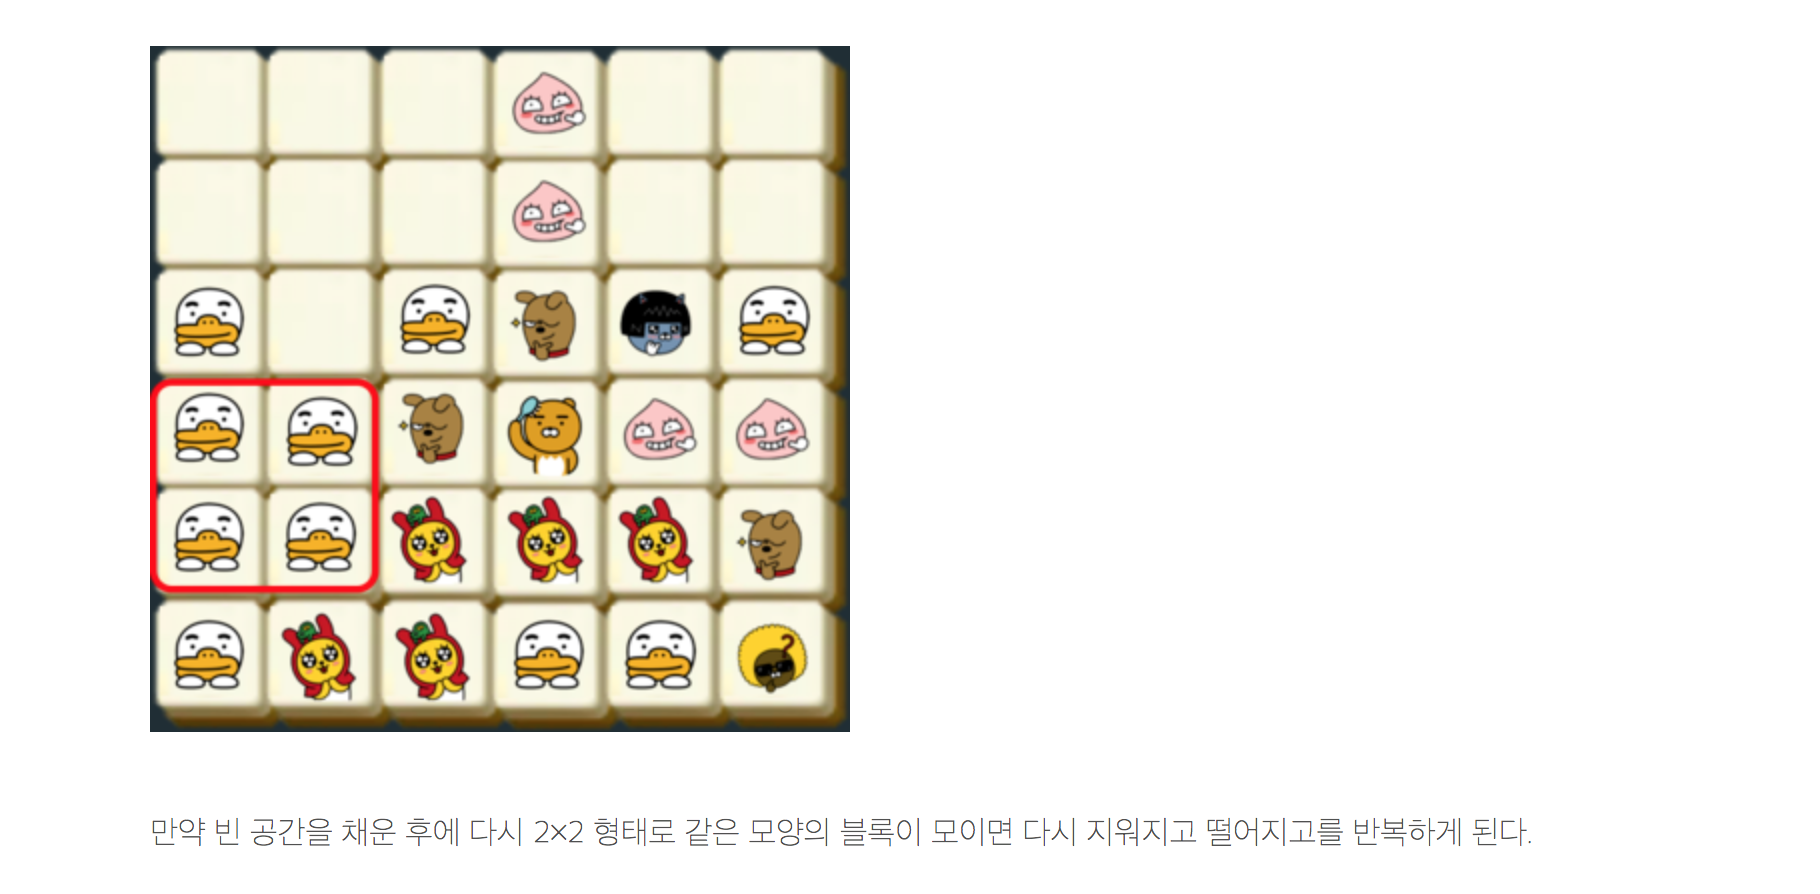 만약 빈 공간을 채운 후에 다시 2×2 형태로 같은 모양의 블록이 모이면 다시 지워지고 떨어지고를 반복하게 된다.